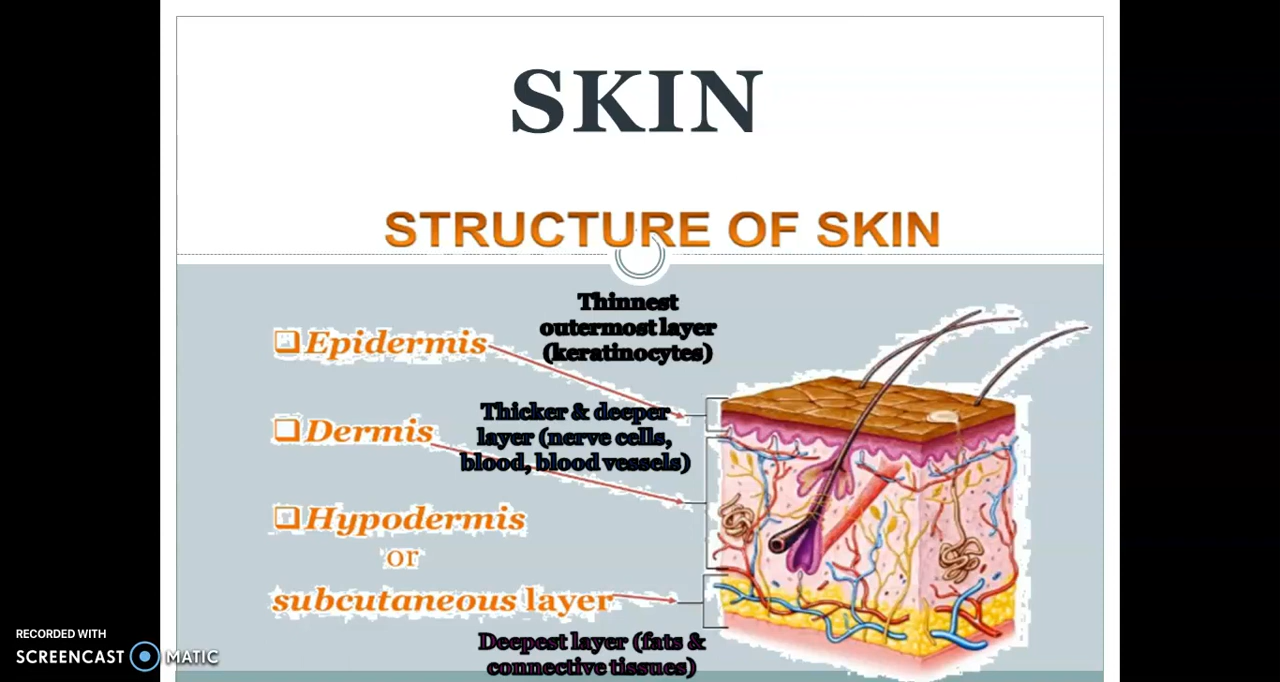 SKIN
STRUCTURE OF SKIN
Thinnest
outermost layer
(keratinocytes)
Epidermis
Thicker & deeper
layer (nerve cells,
blood, blood vessels)
Dermis
Hypodermis
or
subcutaneous layer
Deepest layer (fats &
connective tissues)
RECORDED WITH
SCREENCAST MATIC